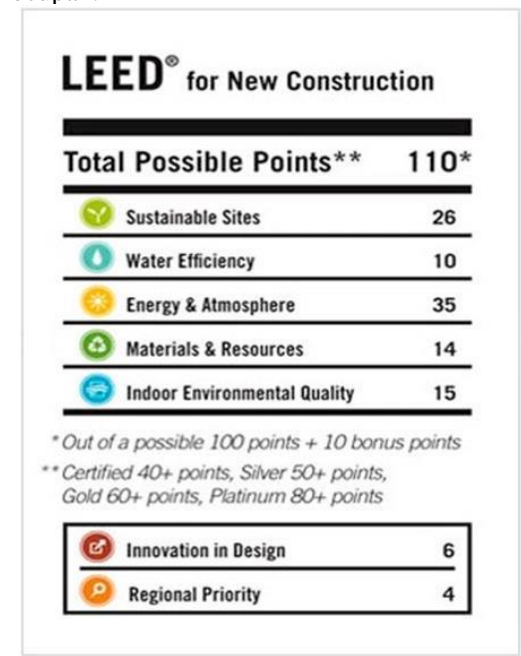 LEED® for New Construction
Total Possible Points** 110*
Sustainable Sites 26
Water Efficiency 10
Energy & Atmosphere 35
Materials & Resources 14
Indoor Environmental Quality 15
* Out of a possible 100 points + 10 bonus points
** Certified 40+ points, Silver 50+ points,
Gold 60+ points, Platinum 80+ points
Innovation in Design 6
Regional Priority 4